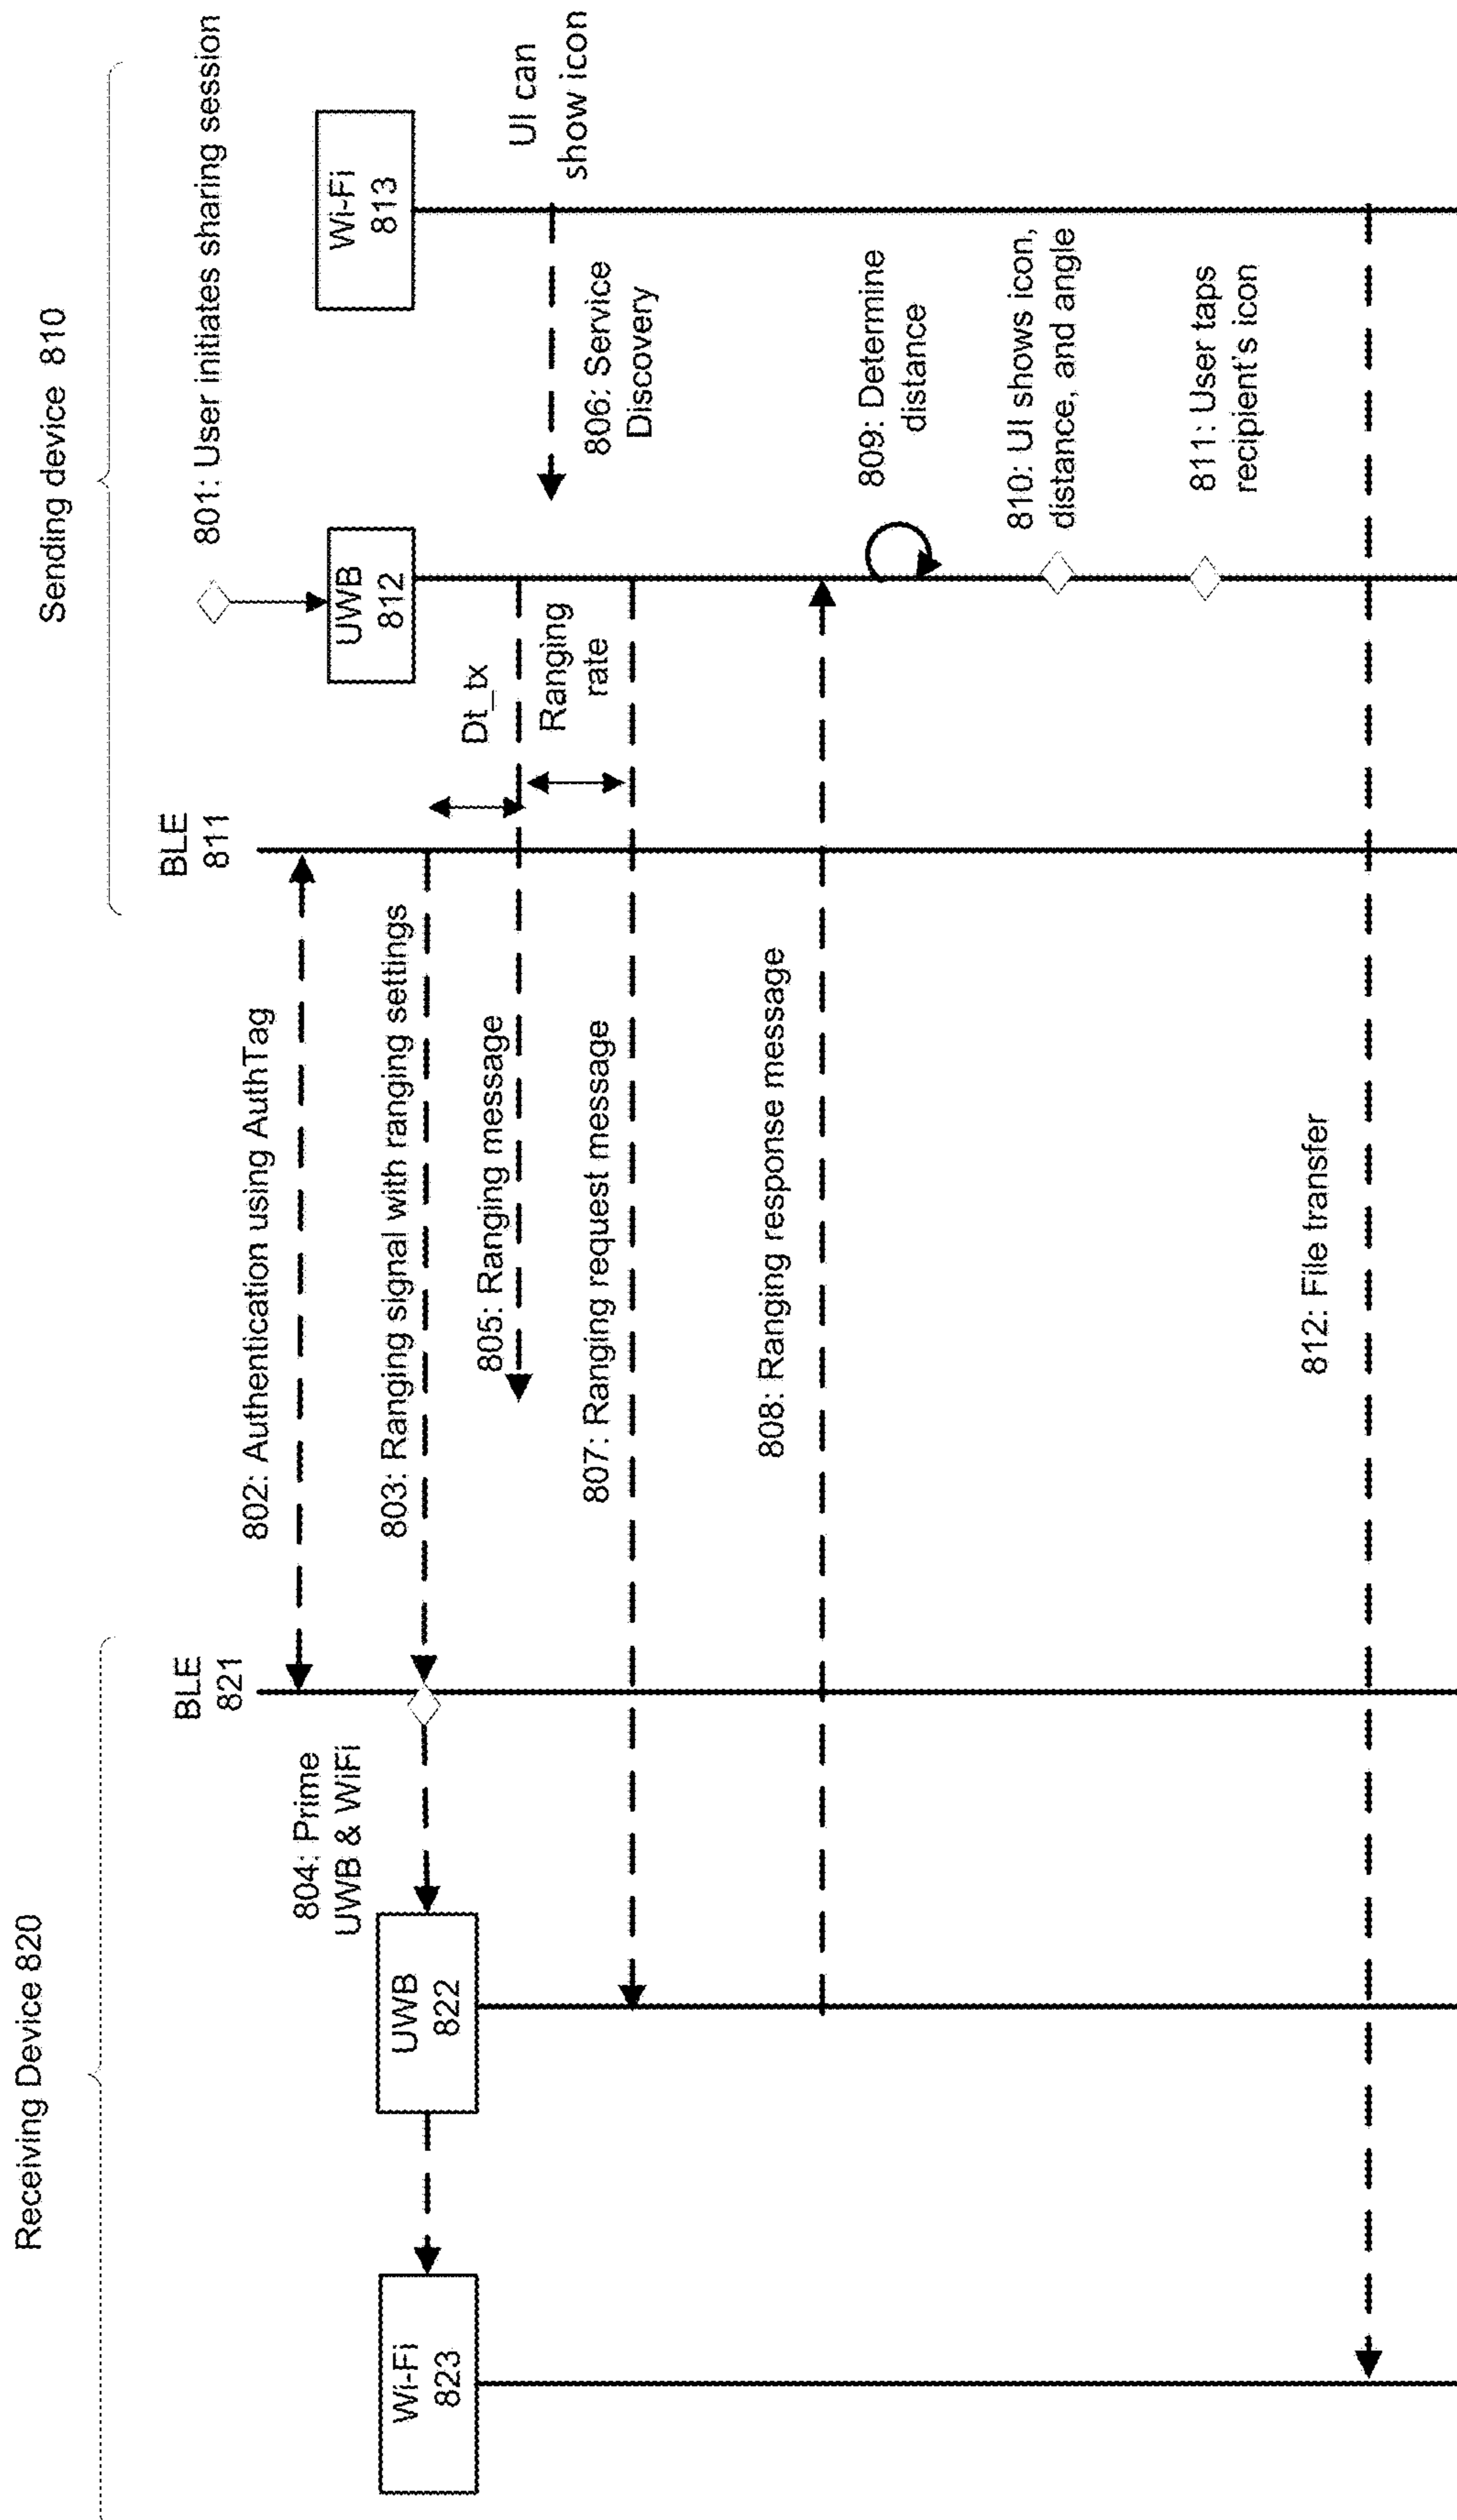 Receiving Device 820
Sending device 810
801: User initiates sharing session
BLE
821
BLE
811
UWB
812
Wi-Fi
813
Wi-Fi
823
UWB
822
804: Prime
UWB & WiFi
802: Authentication using AuthTag
803: Ranging signal with ranging settings
Dt_tx
805: Ranging message
Ranging
rate
UI can
show icon
806: Service
Discovery
807: Ranging request message
808: Ranging response message
809: Determine
distance
810: UI shows icon,
distance, and angle
811: User taps
recipient's icon
812: File transfer